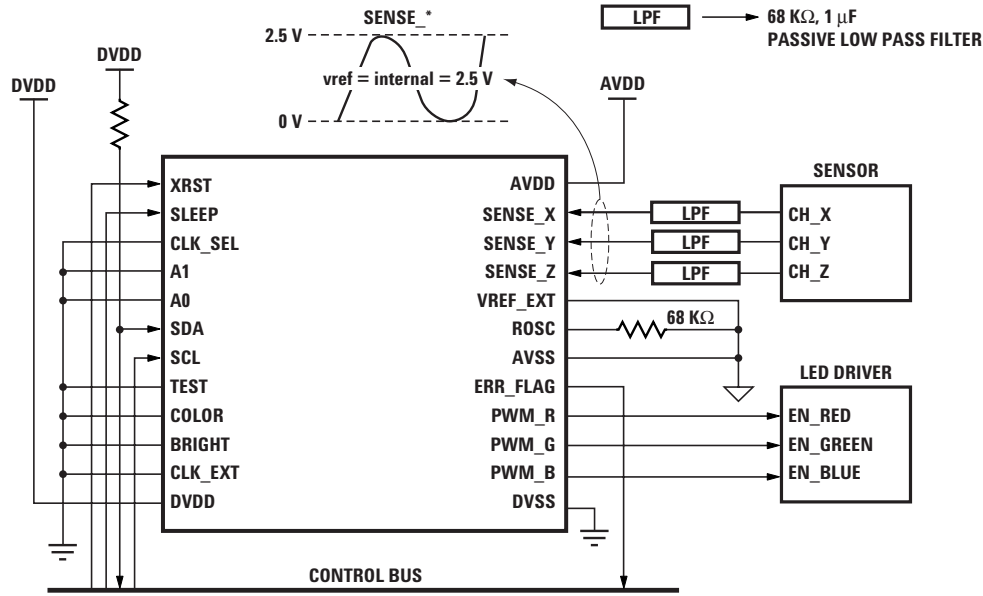 SENSE_*
2.5 V
vref = internal = 2.5 V
0 V
LPF
68 KΩ, 1 μF
PASSIVE LOW PASS FILTER
DVDD
DVDD
AVDD
XRST
SLEEP
CLK_SEL
A1
A0
SDA
SCL
TEST
COLOR
BRIGHT
CLK_EXT
DVDD
AVDD
SENSE_X
SENSE_Y
SENSE_Z
VREF_EXT
ROSC
AVSS
ERR_FLAG
PWM_R
PWM_G
PWM_B
DVSS
LPF
LPF
LPF
68 KΩ
SENSOR
CH_X
CH_Y
CH_Z
LED DRIVER
EN_RED
EN_GREEN
EN_BLUE
CONTROL BUS